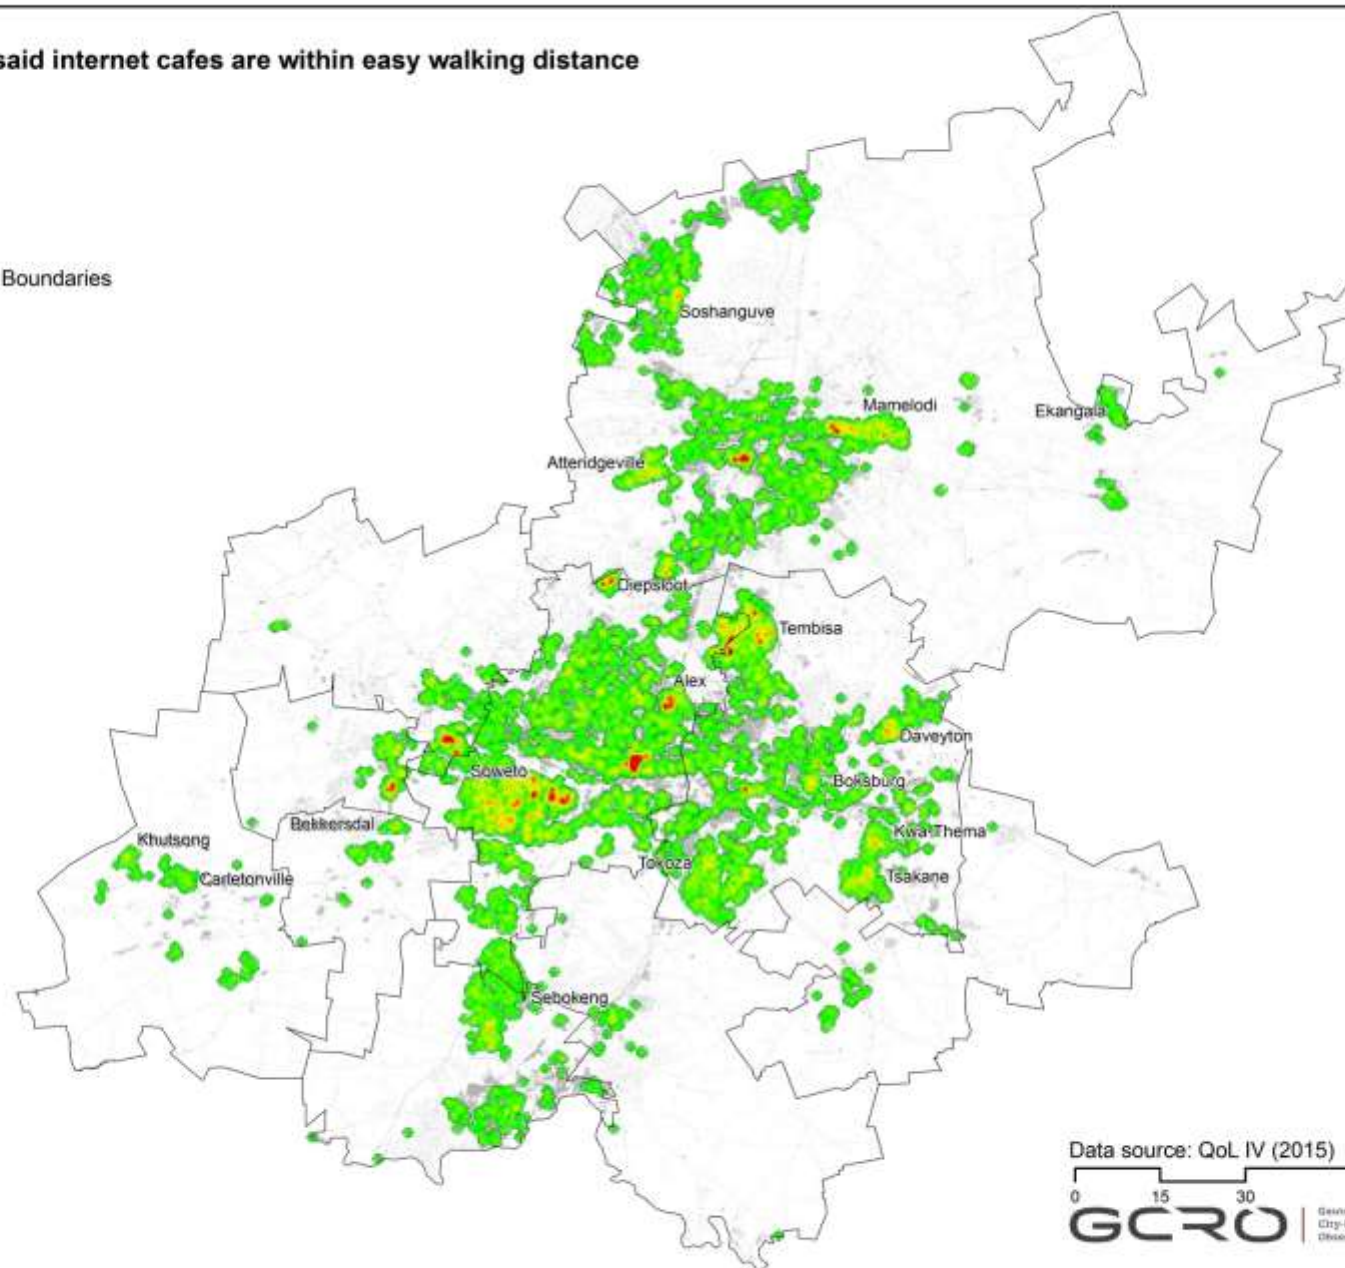 said internet cafes are within easy walking distance
Boundaries
Soshanguve
Mamelodi
Ekangala
Atteridgeville
Diepsloot
Tembisa
Alex
Daveyton
Soweto
Boksburg
Bekkersdal
Kwa-Thema
Khutsong
Tokoza
Tsakane
Carletonville
Sebokeng
Data source: QoL IV (2015)
0 15 30
GCRO